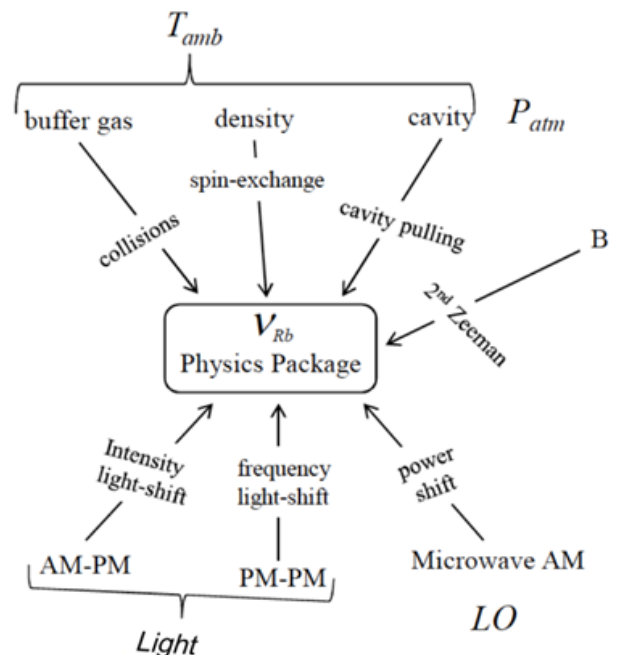 T_amb
buffer gas density cavity P_atm
spin-exchange
collisions
cavity pulling
B
2nd Zeeman
ν_Rb
Physics Package
Intensity
light-shift
frequency
light-shift
power
shift
AM-PM
PM-PM
Microwave AM
Light
LO